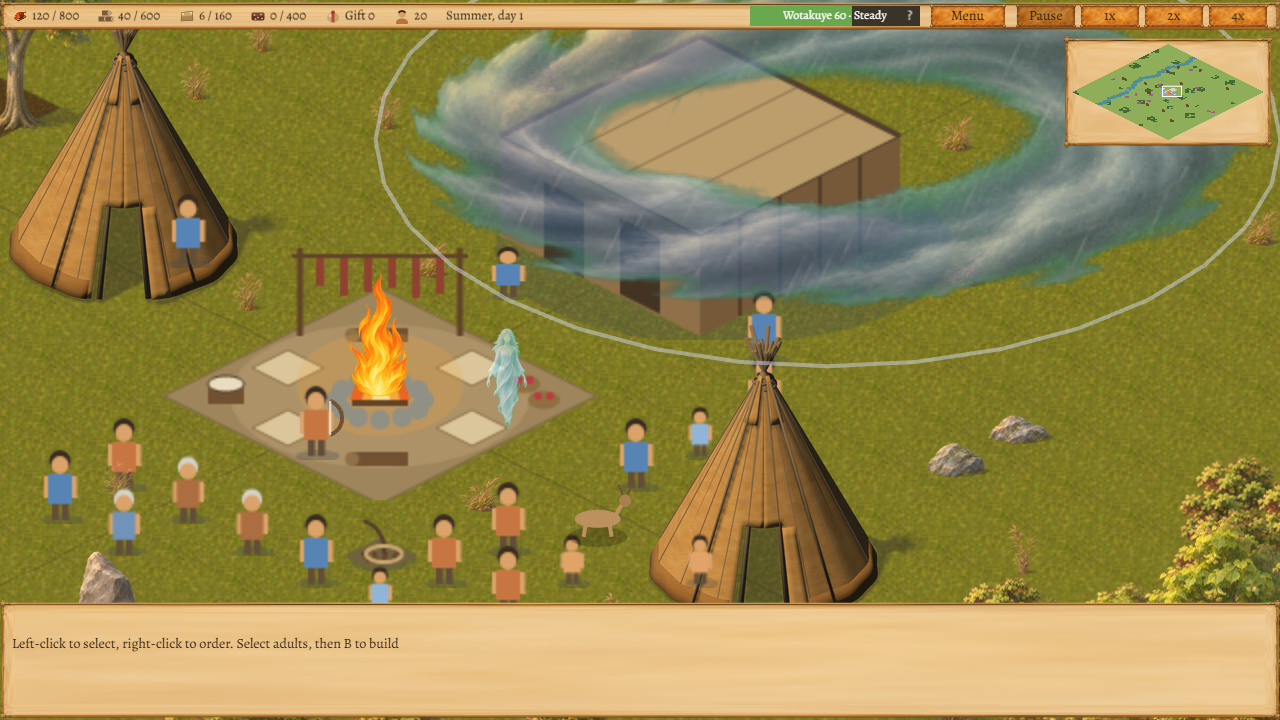 120 / 800 40 / 600 6 / 160 0 / 400 Gift 0 20 Summer, day 1 Wotakuye 60 - Steady ? Menu Pause 1x 2x 4x
Left-click to select, right-click to order. Select adults, then B to build